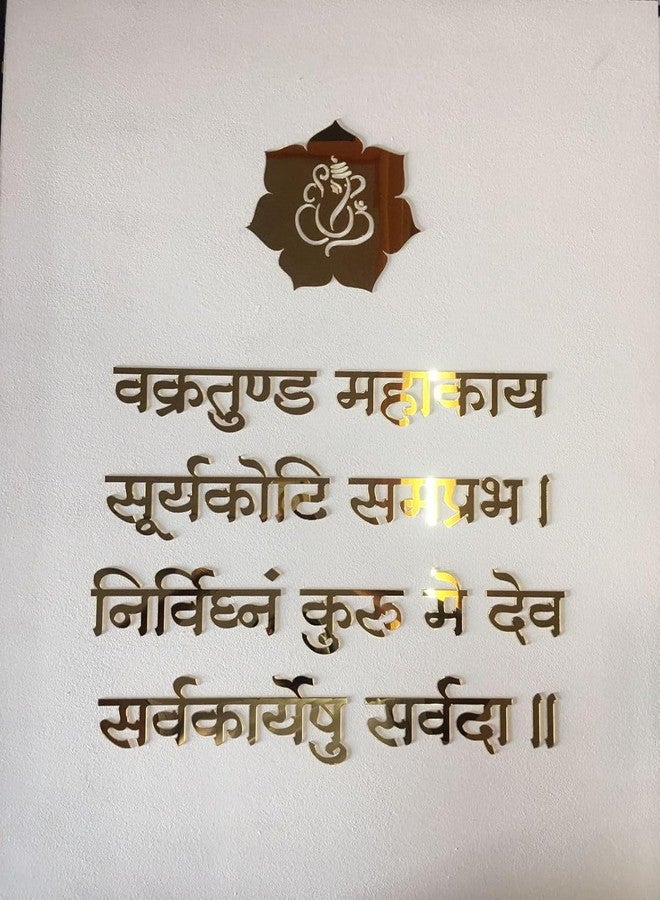 वक्रतुण्ड महाकाय
सूर्यकोटि समप्रभ।
निर्विघ्नं कुरु मे देव
सर्वकार्येषु सर्वदा॥